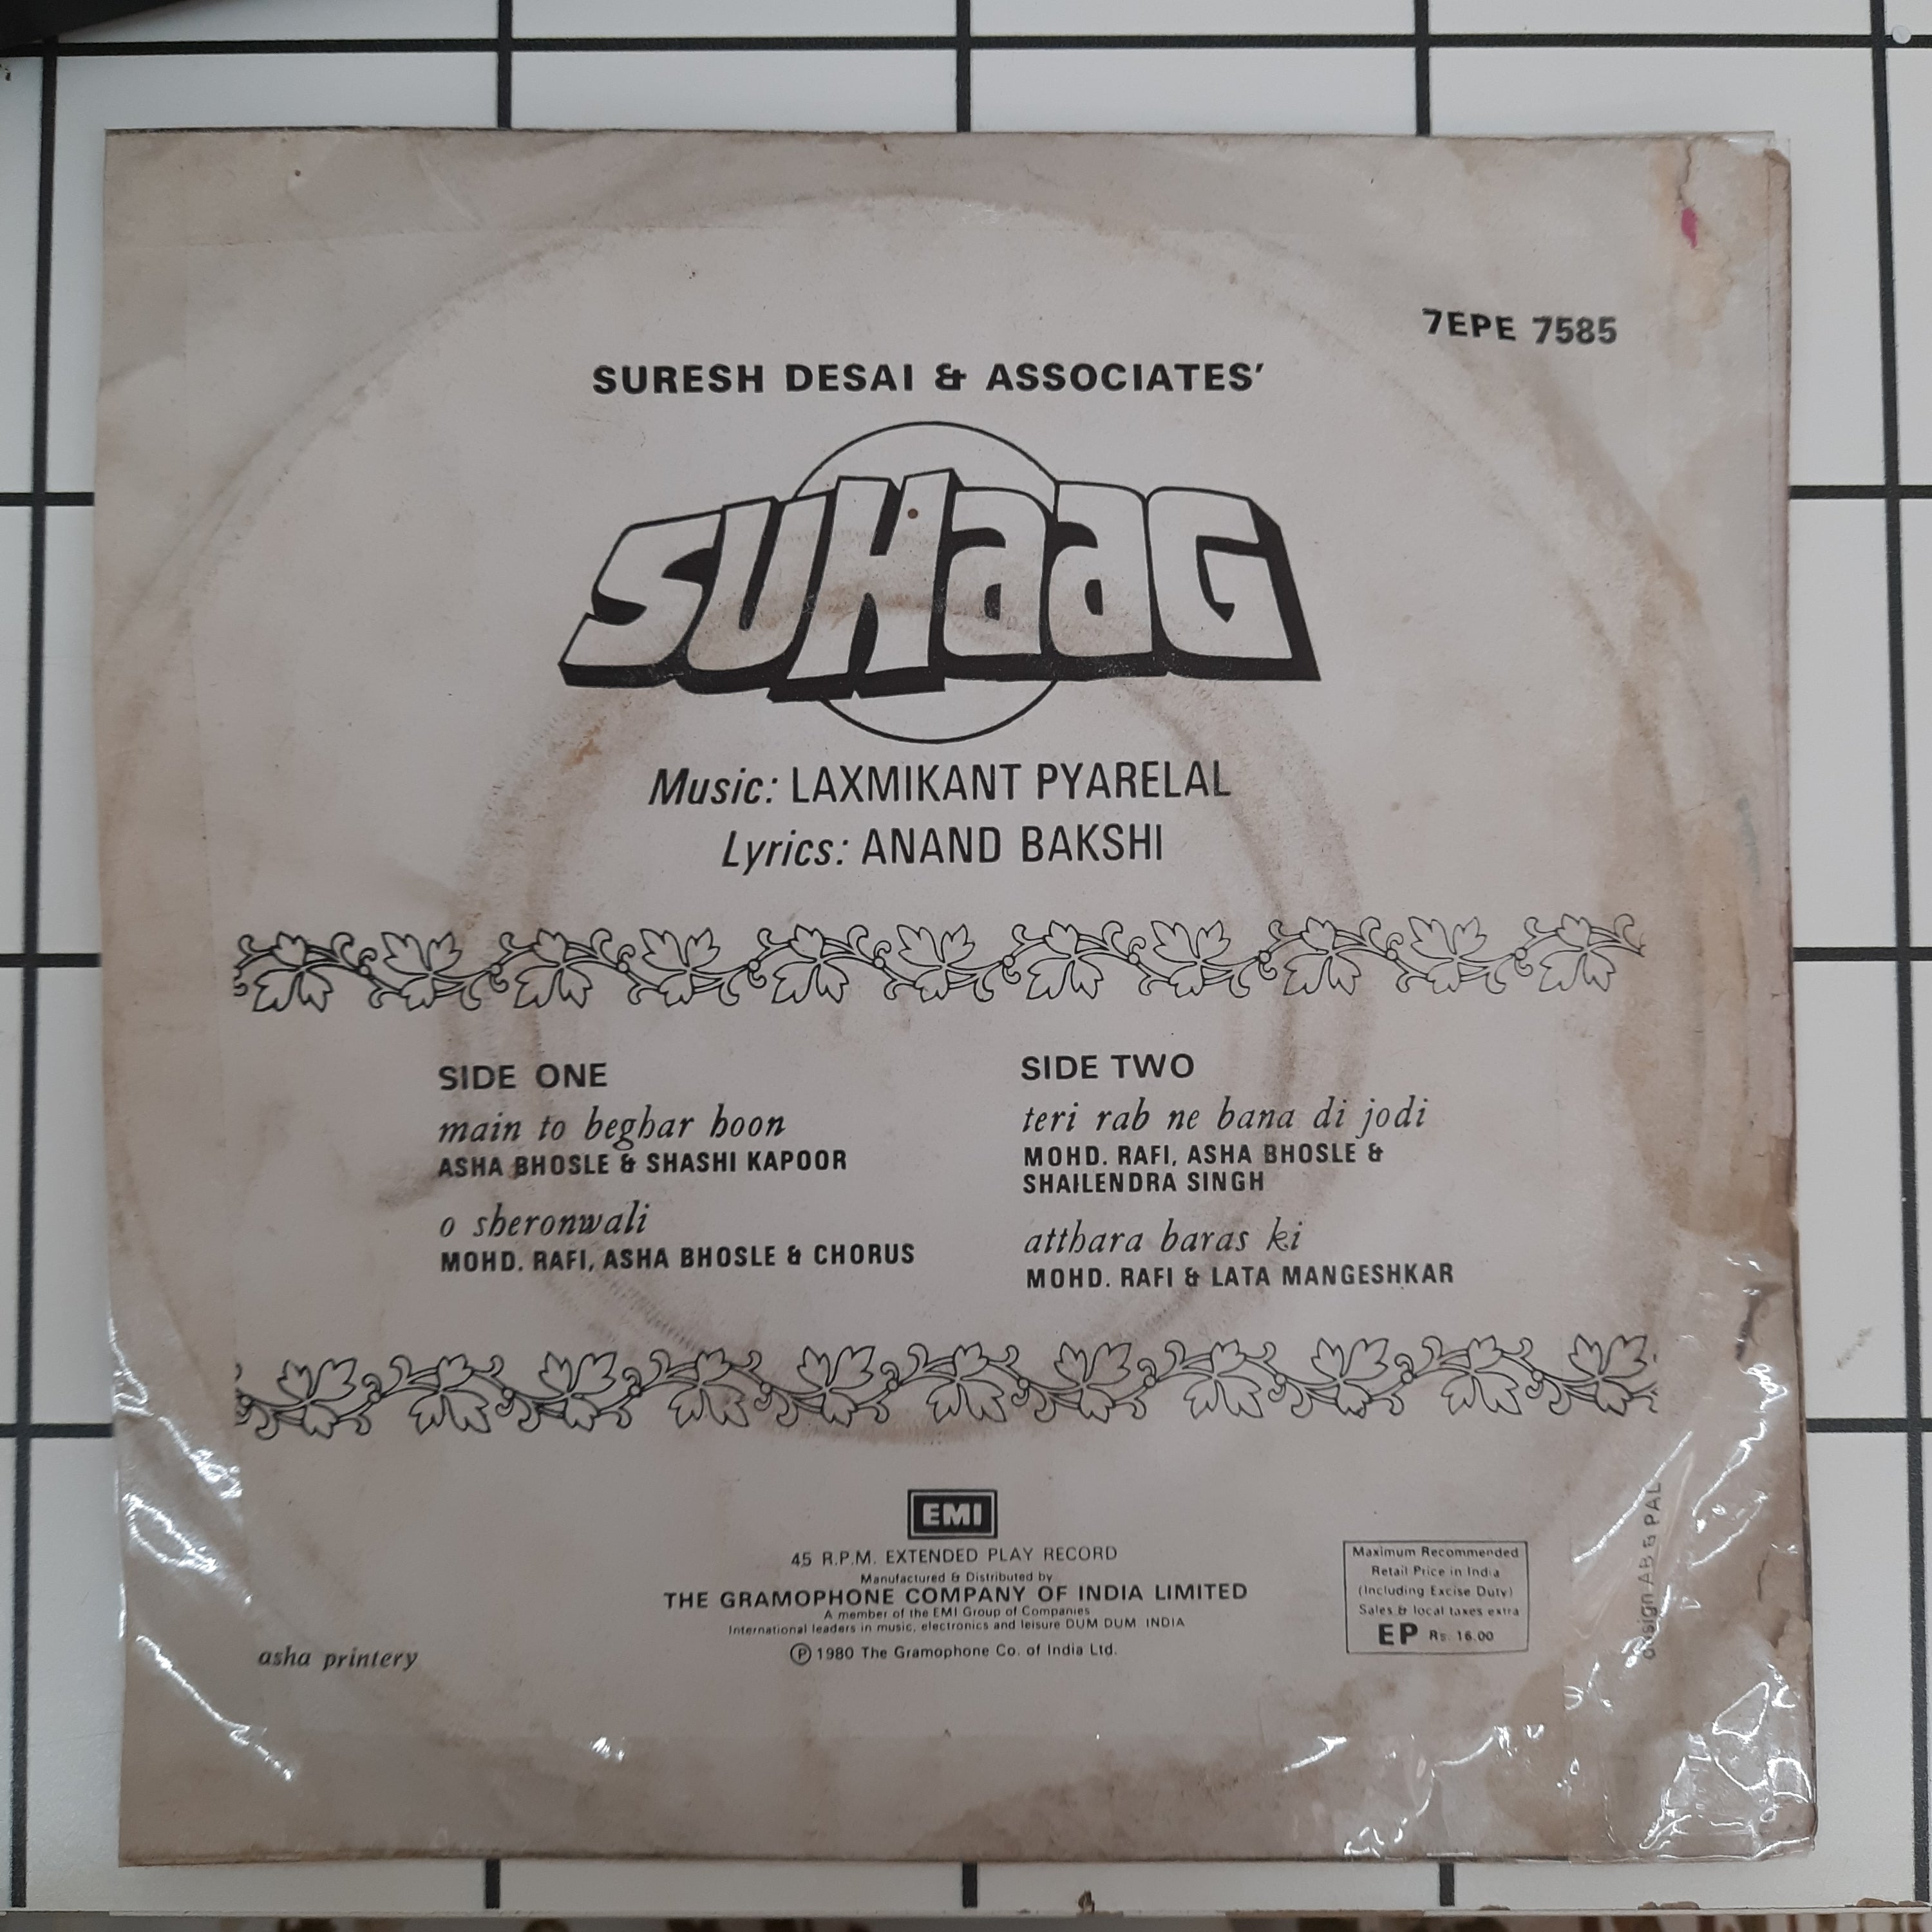 7EPE 7585
SURESH DESAI & ASSOCIATES'
SUHaaG
Music: LAXMIKANT PYARELAL
Lyrics: ANAND BAKSHI
SIDE ONE
main to beghar hoon
ASHA BHOSLE & SHASHI KAPOOR
o sheronwali
MOHD. RAFI, ASHA BHOSLE & CHORUS
SIDE TWO
teri rab ne bana di jodi
MOHD. RAFI, ASHA BHOSLE &
SHAILENDRA SINGH
atthara baras ki
MOHD. RAFI & LATA MANGESHKAR
EMI
45 R.P.M. EXTENDED PLAY RECORD
Manufactured & Distributed by
THE GRAMOPHONE COMPANY OF INDIA LIMITED
A member of the EMI Group of Companies
International leaders in music, electronics and leisure DUM DUM INDIA
℗ 1980 The Gramophone Co. of India Ltd.
asha printery
Maximum Recommended
Retail Price in India
(Including Excise Duty)
Sales & local taxes extra
EP Rs. 16.00
design AB & PAL